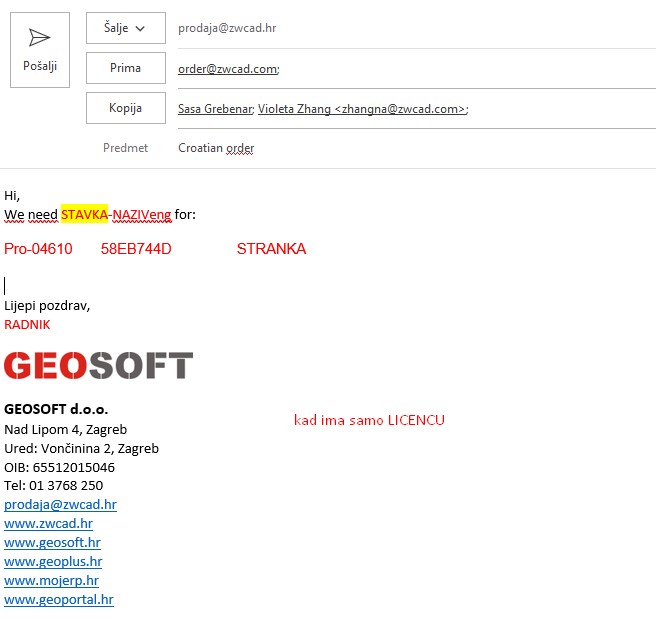 Pošalji
Šalje
prodaja@zwcad.hr
Prima
order@zwcad.com;
Kopija
Sasa Grebenar; Violeta Zhang <zhangna@zwcad.com>;
Predmet
Croatian order
Hi,
We need STAVKA-NAZIVeng for:
Pro-04610 58EB744D STRANKA
Lijepi pozdrav,
RADNIK
GEOSOFT
GEOSOFT d.o.o.
kad ima samo LICENCU
Nad Lipom 4, Zagreb
Ured: Vončinina 2, Zagreb
OIB: 65512015046
Tel: 01 3768 250
prodaja@zwcad.hr
www.zwcad.hr
www.geosoft.hr
www.geoplus.hr
www.mojerp.hr
www.geoportal.hr